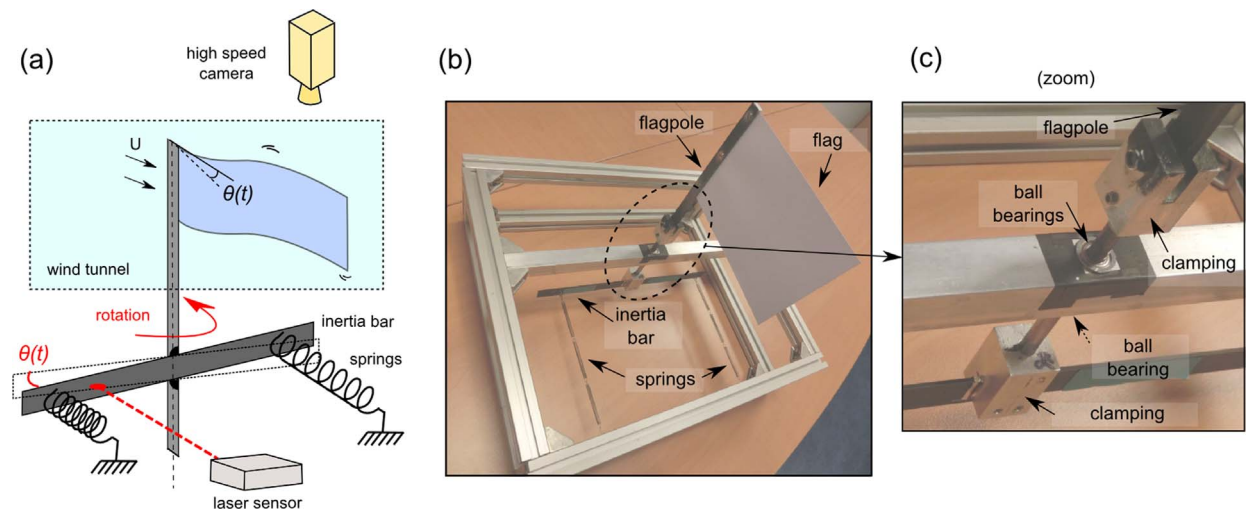 (a)
high speed
camera
U
θ(t)
wind tunnel
rotation
inertia bar
θ(t)
springs
laser sensor
(b)
flagpole
flag
inertia
bar
springs
(c)
(zoom)
flagpole
ball
bearings
clamping
ball
bearing
clamping